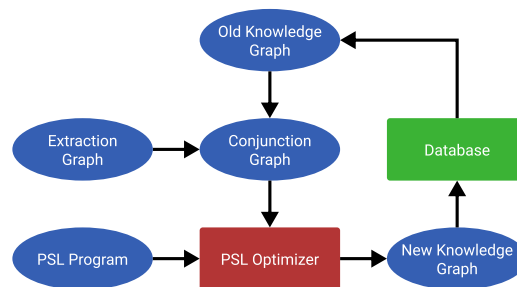 Old Knowledge
Graph
Extraction
Graph
Conjunction
Graph
Database
PSL Program
PSL Optimizer
New Knowledge
Graph